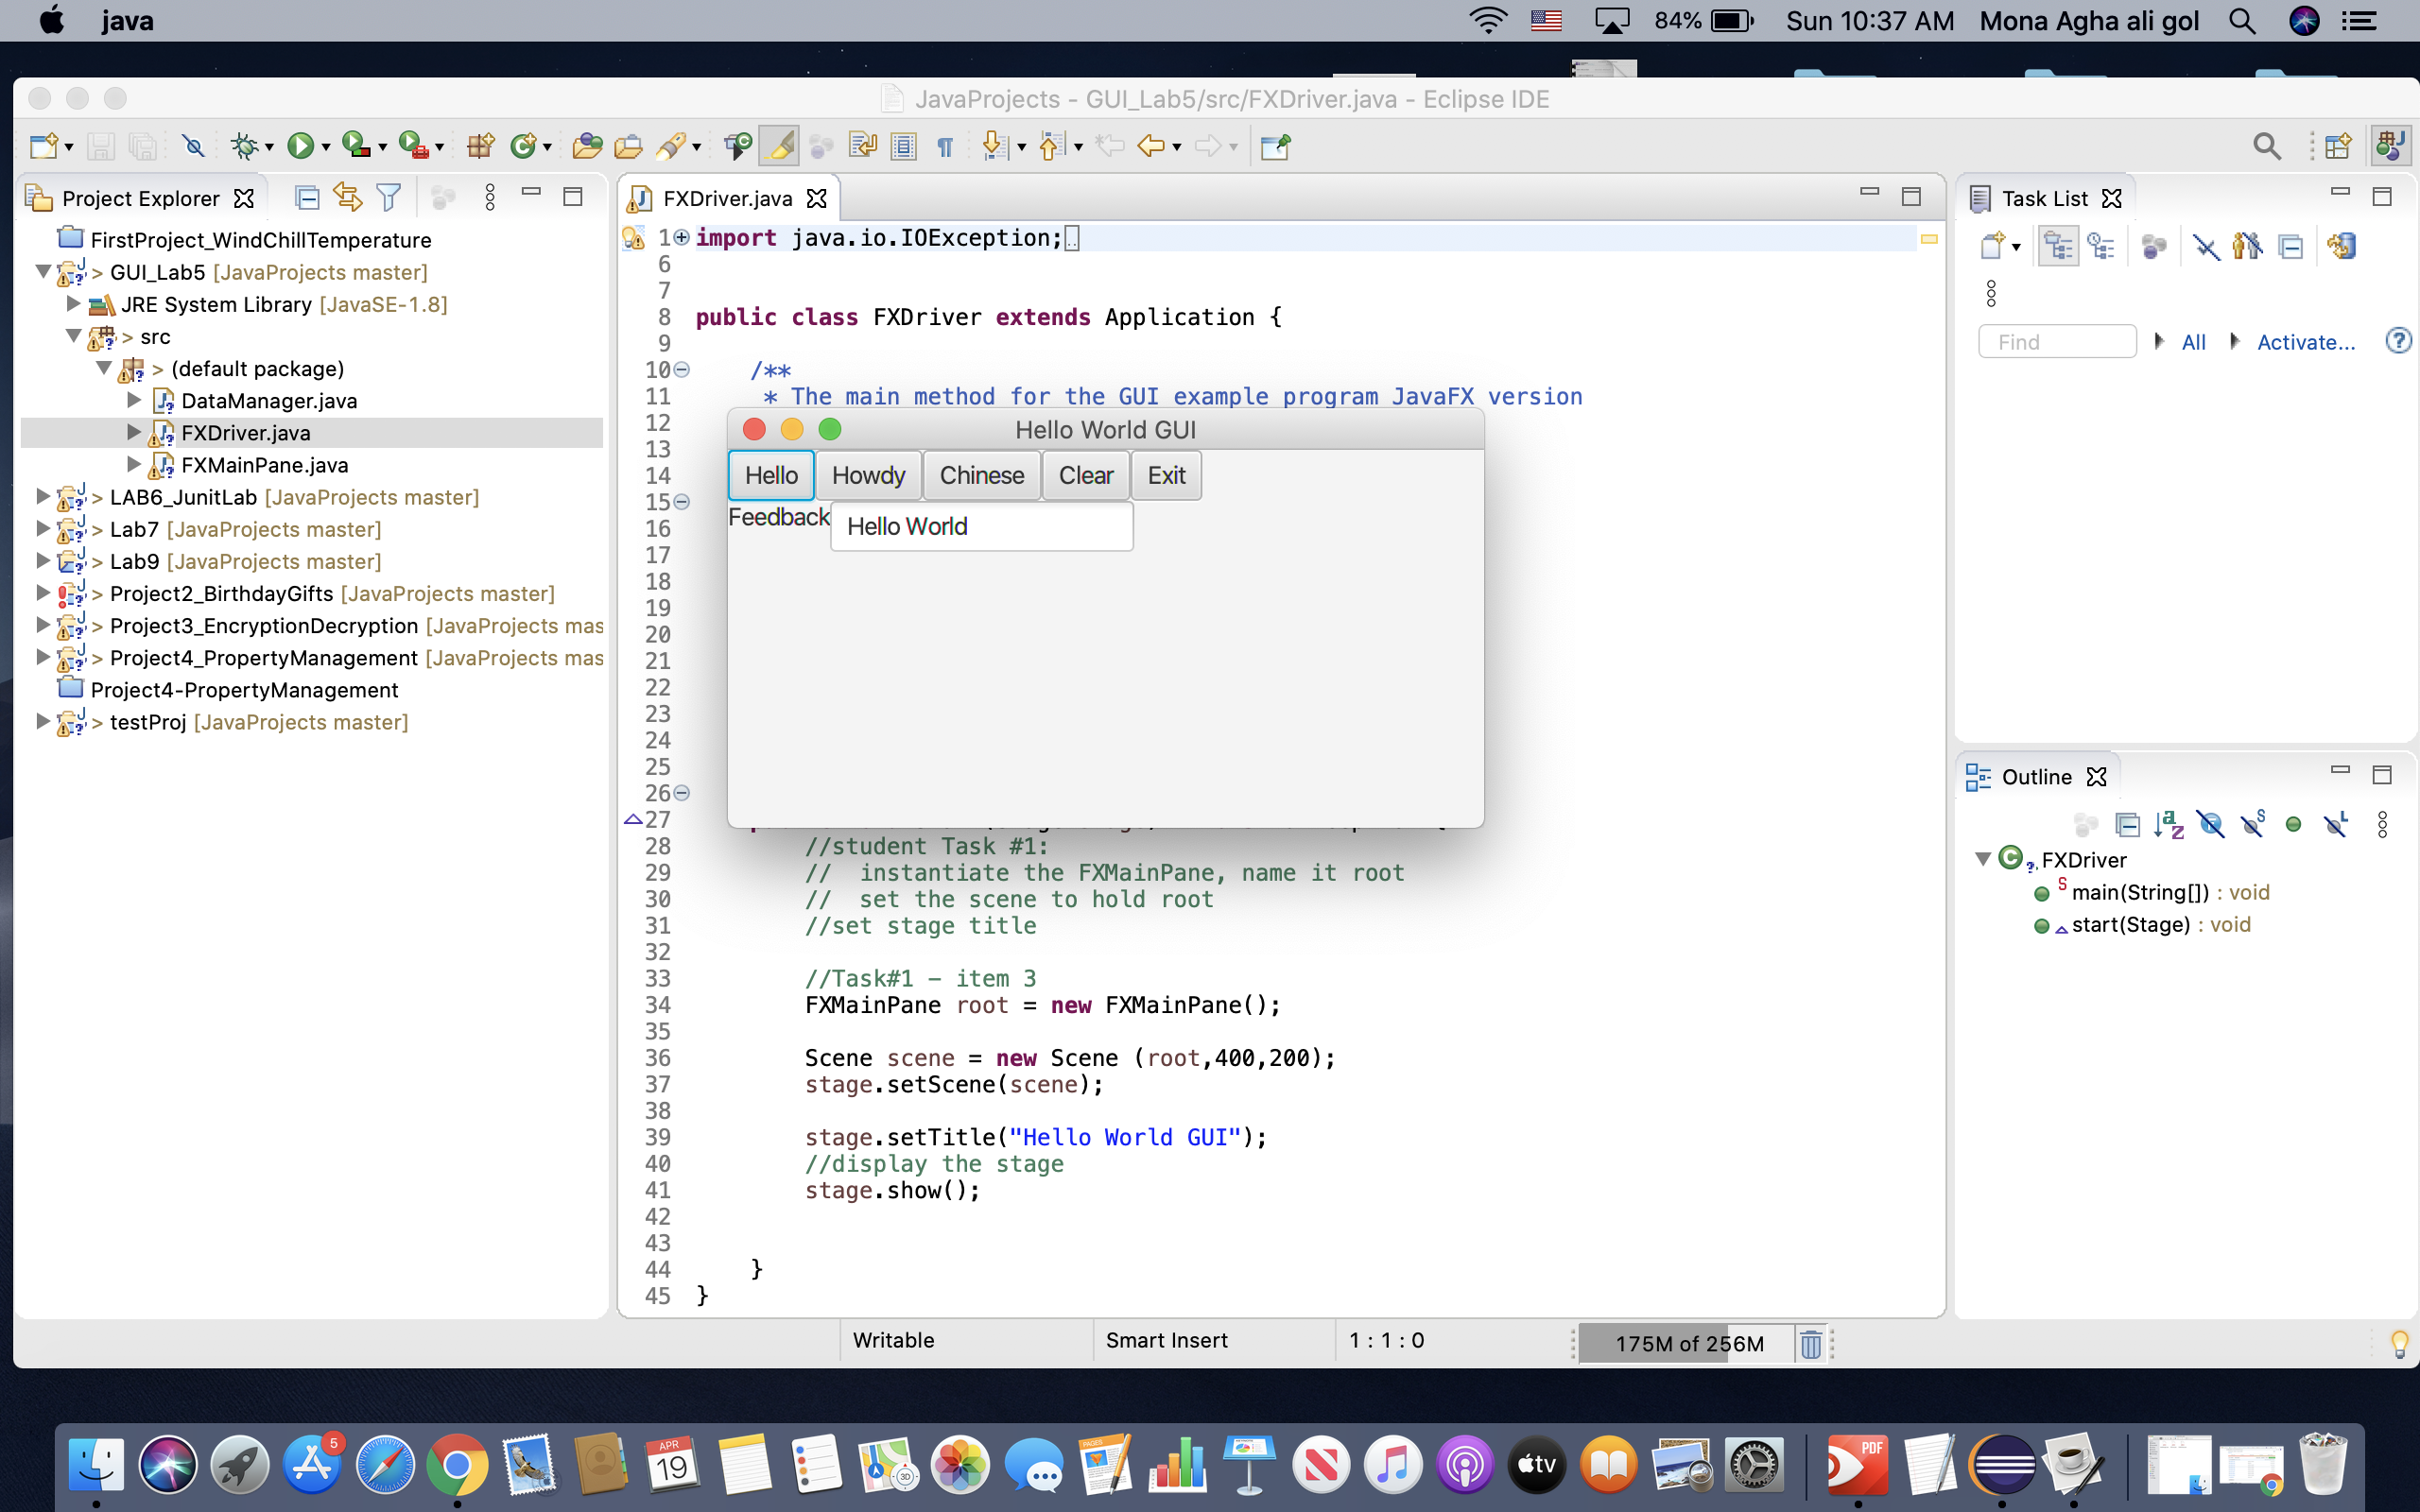 java
84%
Sun 10:37 AM
Mona Agha ali gol
JavaProjects - GUI_Lab5/src/FXDriver.java - Eclipse IDE
Project Explorer
FirstProject_WindChillTemperature
> GUI_Lab5 [JavaProjects master]
JRE System Library [JavaSE-1.8]
> src
> (default package)
DataManager.java
FXDriver.java
FXMainPane.java
> LAB6_JunitLab [JavaProjects master]
> Lab7 [JavaProjects master]
> Lab9 [JavaProjects master]
> Project2_BirthdayGifts [JavaProjects master]
> Project3_EncryptionDecryption [JavaProjects mas
> Project4_PropertyManagement [JavaProjects mas
Project4-PropertyManagement
> testProj [JavaProjects master]
FXDriver.java
1 import java.io.IOException;
6
7
8 public class FXDriver extends Application {
9
10 /**
11 * The main method for the GUI example program JavaFX version
12
13
14
15
16
17
18
19
20
21
22
23
24
25
26
27
28 //student Task #1:
29 //  instantiate the FXMainPane, name it root
30 //  set the scene to hold root
31 //set stage title
32
33 //Task#1 - item 3
34 FXMainPane root = new FXMainPane();
35
36 Scene scene = new Scene (root,400,200);
37 stage.setScene(scene);
38
39 stage.setTitle("Hello World GUI");
40 //display the stage
41 stage.show();
42
43
44 }
45 }
Hello World GUI
Hello Howdy Chinese Clear Exit
Feedback Hello World
Task List
Find
All
Activate...
Outline
FXDriver
main(String[]) : void
start(Stage) : void
Writable
Smart Insert
1 : 1 : 0
175M of 256M
5
APR
19
PAGES
3D
tv
PDF